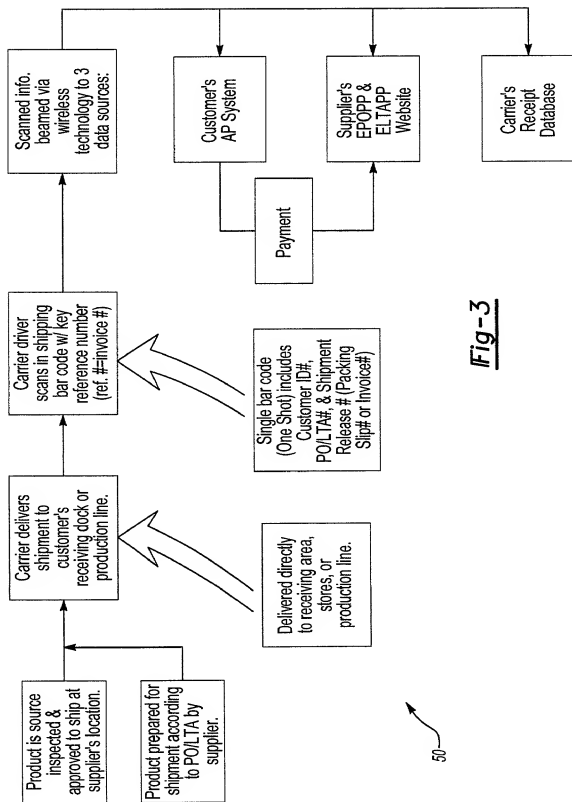 Product is source
inspected &
approved to ship at
supplier's location.
Product prepared for
shipment according
to PO/LTA by
supplier.
Carrier delivers
shipment to
customer's
receiving dock or
production line.
Delivered directly
to receiving area,
stores, or
production line.
Carrier driver
scans in shipping
bar code w/ key
reference number
(ref. #=invoice #)
Single bar code
(One Shot) includes
Customer ID#,
PO/LTA#, & Shipment
Release # (Packing
Slip# or Invoice#)
Scanned info.
beamed via
wireless
technology to 3
data sources:
Customer's
AP System
Payment
Supplier's
EPOPP &
ELTAPP
Website
Carrier's
Receipt
Database
50
Fig-3